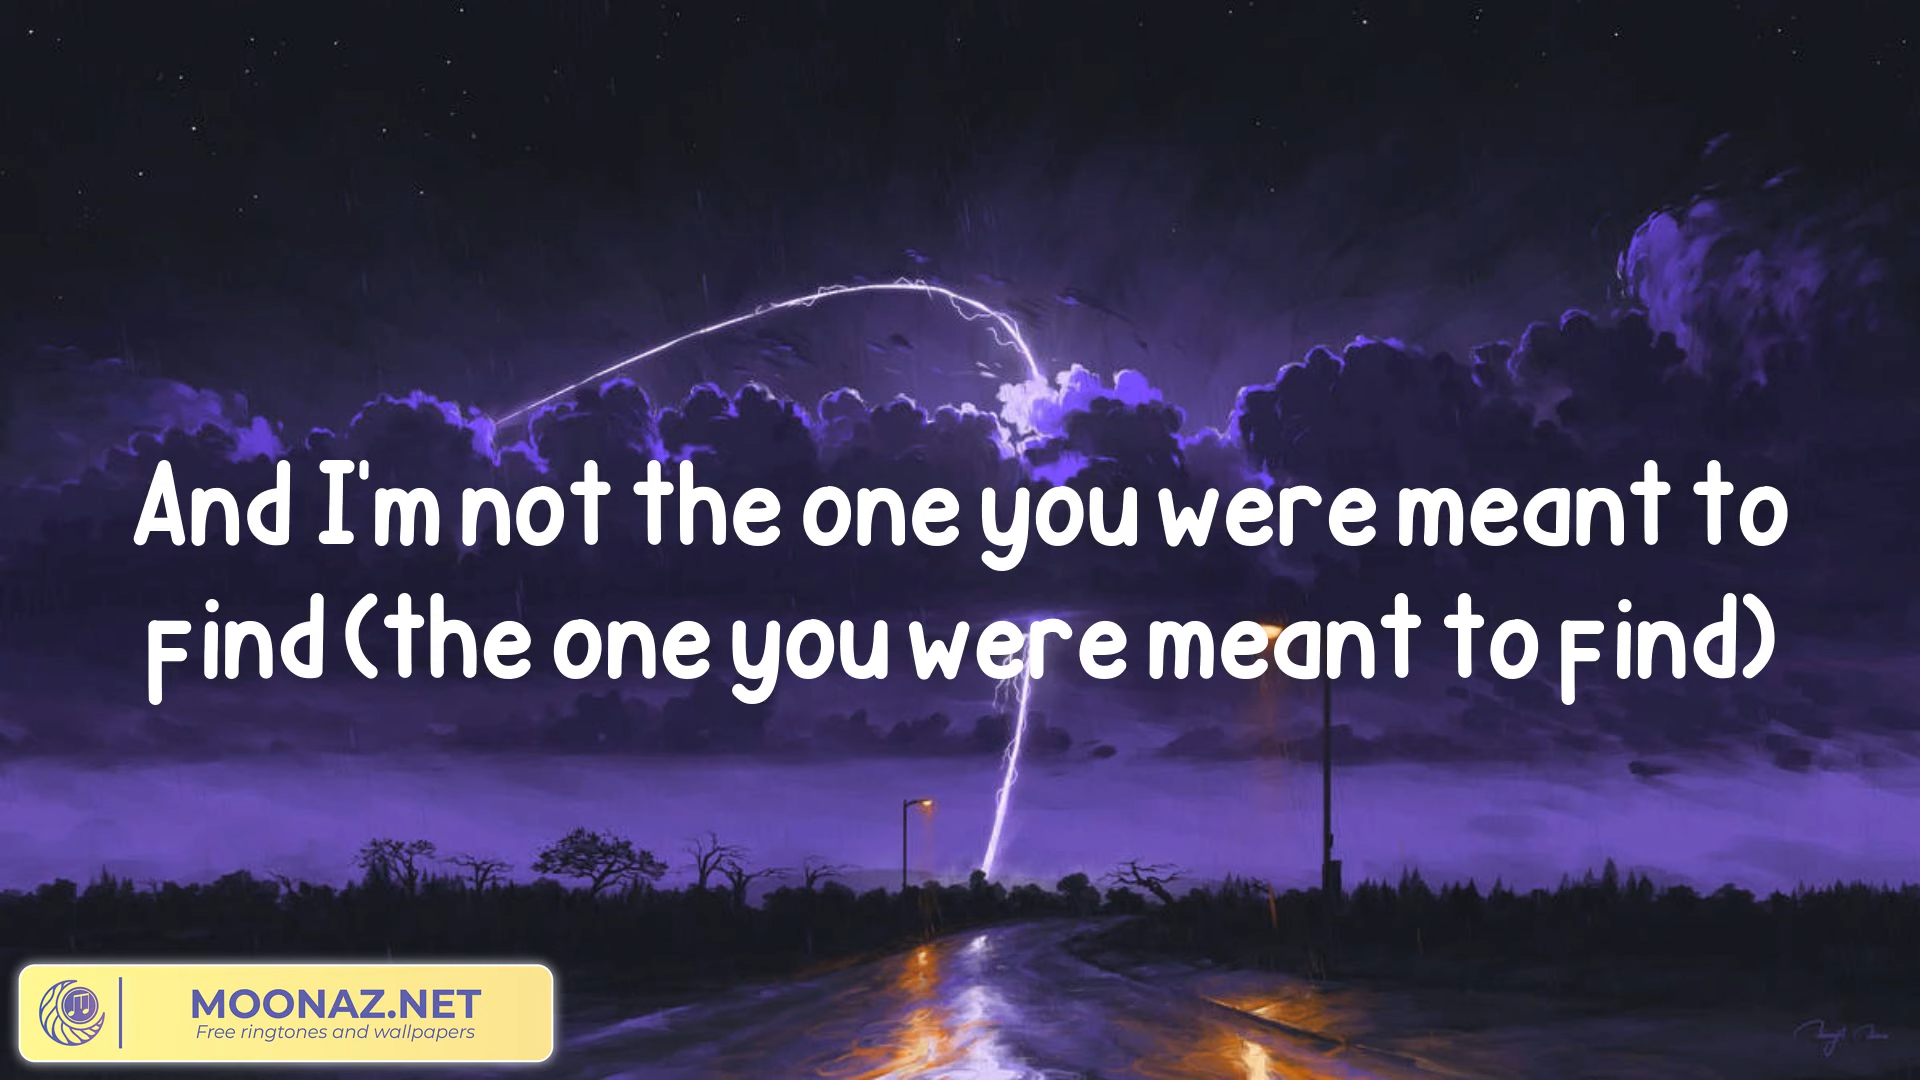 And I'm not the one you were meant to
find (the one you were meant to find)
MOONAZ.NET
Free ringtones and wallpapers